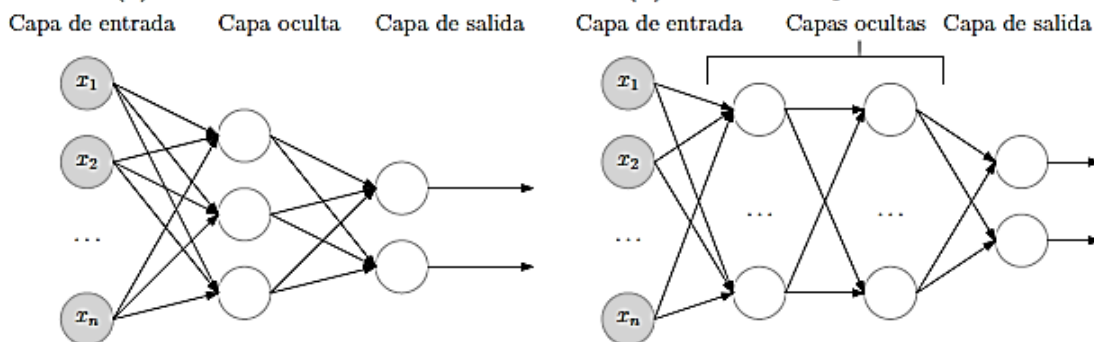 Capa de entrada Capa oculta Capa de salida
x1
x2
...
xn
Capa de entrada Capas ocultas Capa de salida
x1
x2
...
xn
...
...